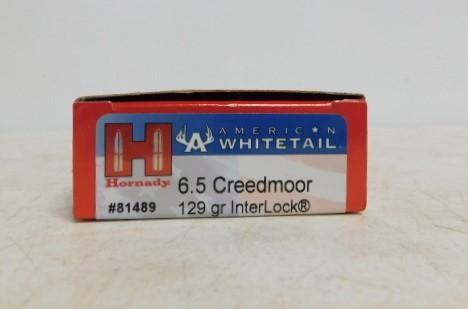 AMERICAN
WHITETAIL
Hornady
6.5 Creedmoor
#81489
129 gr InterLock®